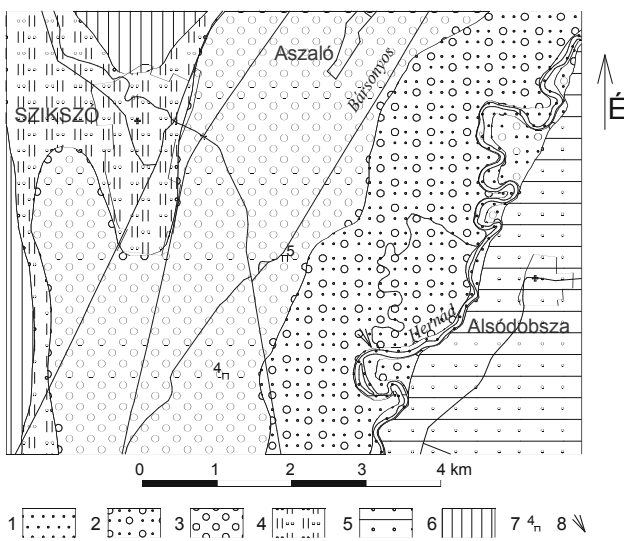 Aszaló
Bársonyos
SZIKSZÓ
É
5
Hernád
Alsódobsza
4
0 1 2 3 4 km
1 2 3 4 5 6 7 4 8